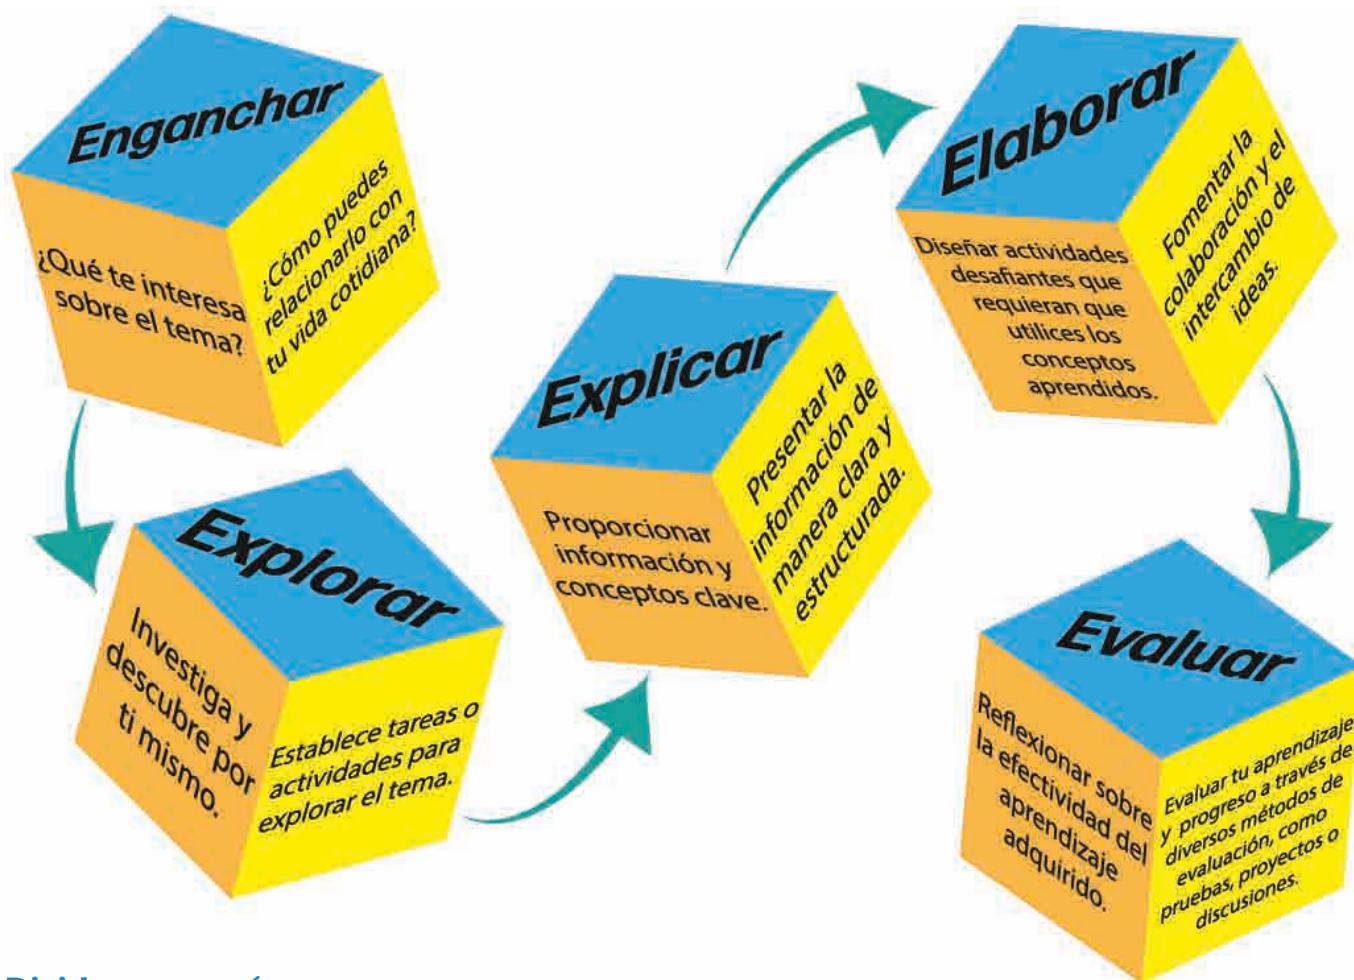 Enganchar
¿Qué te interesa
sobre el tema?
¿Cómo puedes
relacionarlo con
tu vida cotidiana?
Explorar
Investiga y
descubre por
ti mismo.
Establece tareas o
actividades para
explorar el tema.
Explicar
Proporcionar
información y
conceptos clave.
Presentar la
información de
manera clara y
estructurada.
Elaborar
Diseñar actividades
desafiantes que
requieran que
utilices los
conceptos
aprendidos.
Fomentar la
colaboración y el
intercambio de
ideas.
Evaluar
Reflexionar sobre
la efectividad del
aprendizaje
adquirido.
Evaluar tu aprendizaje
y progreso a través de
diversos métodos de
evaluación, como
pruebas, proyectos o
discusiones.